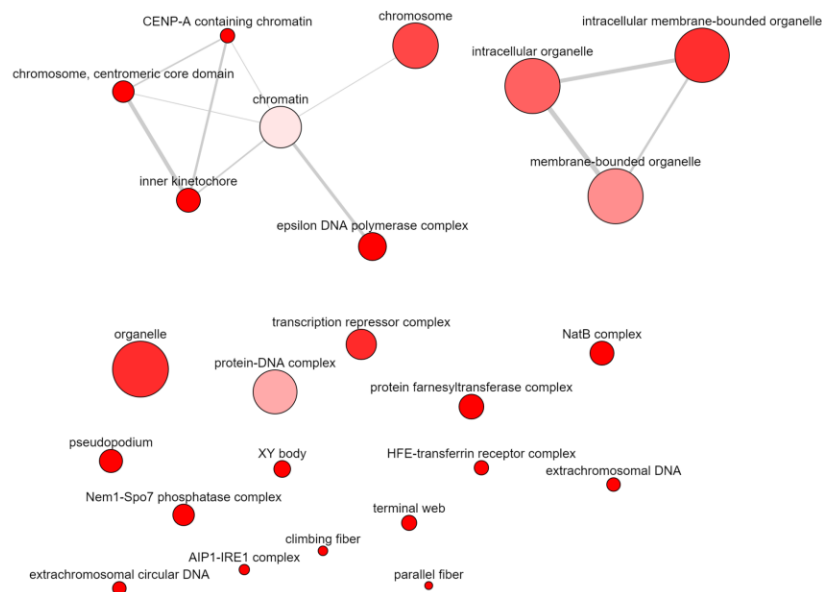 CENP-A containing chromatin
chromosome
intracellular membrane-bounded organelle
intracellular organelle
chromosome, centromeric core domain
chromatin
membrane-bounded organelle
inner kinetochore
epsilon DNA polymerase complex
transcription repressor complex
organelle
NatB complex
protein-DNA complex
protein farnesyltransferase complex
pseudopodium
XY body
HFE-transferrin receptor complex
extrachromosomal DNA
Nem1-Spo7 phosphatase complex
terminal web
climbing fiber
AIP1-IRE1 complex
extrachromosomal circular DNA
parallel fiber